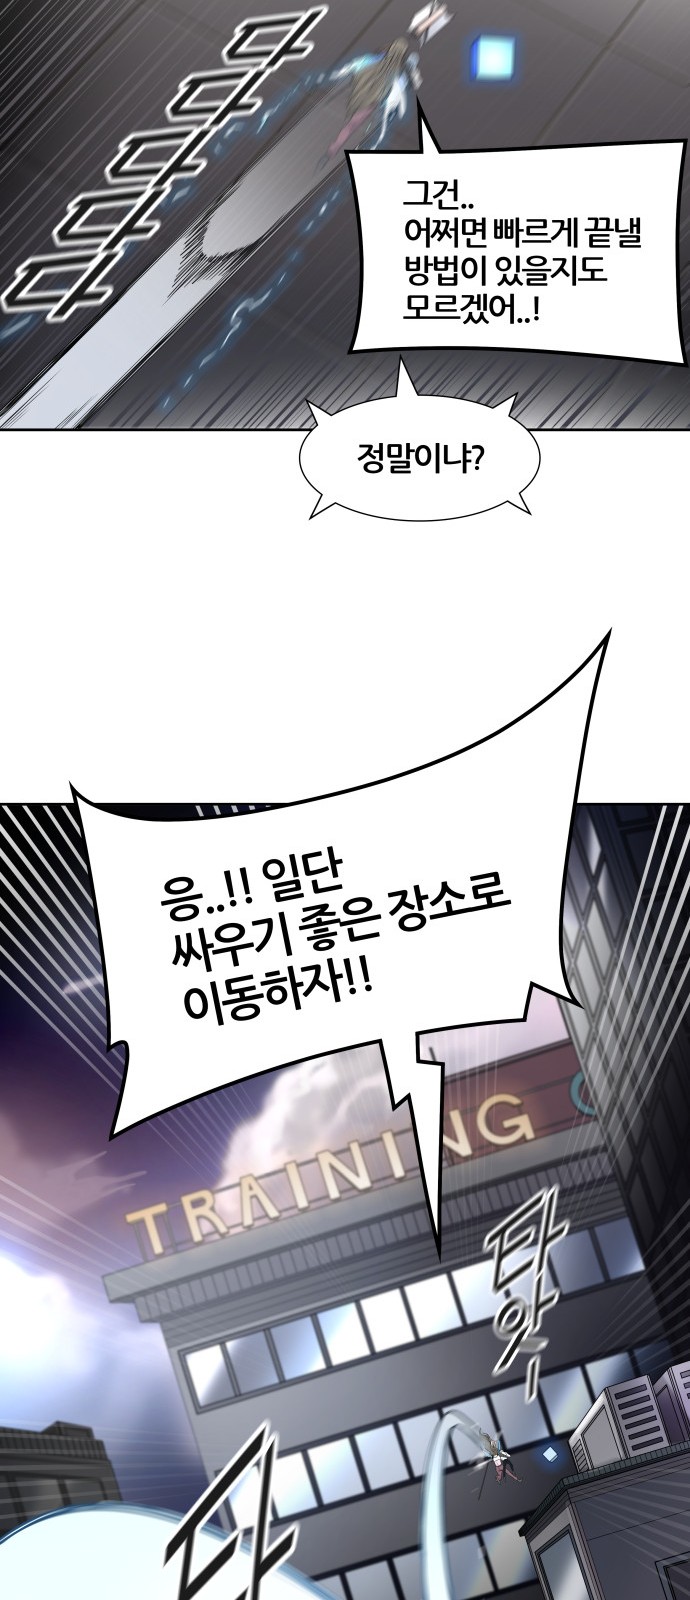 다다다다다
그건..
어쩌면 빠르게 끝낼
방법이 있을지도
모르겠어..!
정말이냐?
응..!! 일단
싸우기 좋은 장소로
이동하자!!
TRAINING C
타앗